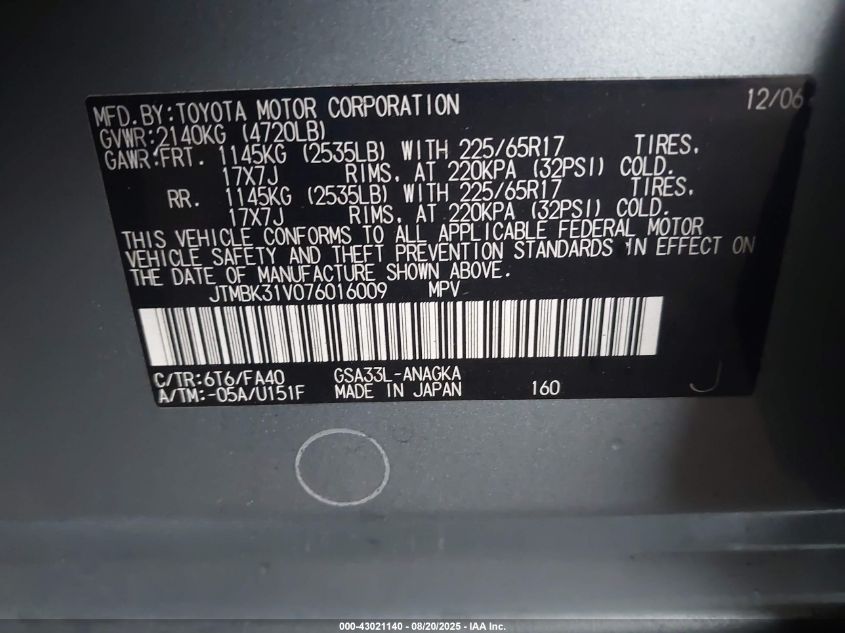 MFD. BY: TOYOTA MOTOR CORPORATION 12/06
GVWR: 2140KG (4720LB)
GAWR: FRT. 1145KG (2535LB) WITH 225/65R17 TIRES,
17X7J RIMS, AT 220KPA (32PSI) COLD.
RR. 1145KG (2535LB) WITH 225/65R17 TIRES,
17X7J RIMS, AT 220KPA (32PSI) COLD.
THIS VEHICLE CONFORMS TO ALL APPLICABLE FEDERAL MOTOR
VEHICLE SAFETY AND THEFT PREVENTION STANDARDS IN EFFECT ON
THE DATE OF MANUFACTURE SHOWN ABOVE.
JTMBK31V076016009 MPV
C/TR: 6T6/FA40 GSA33L-ANAGKA
A/TM: -05A/U151F MADE IN JAPAN 160 J
000-43021140 - 08/20/2025 - IAA Inc.